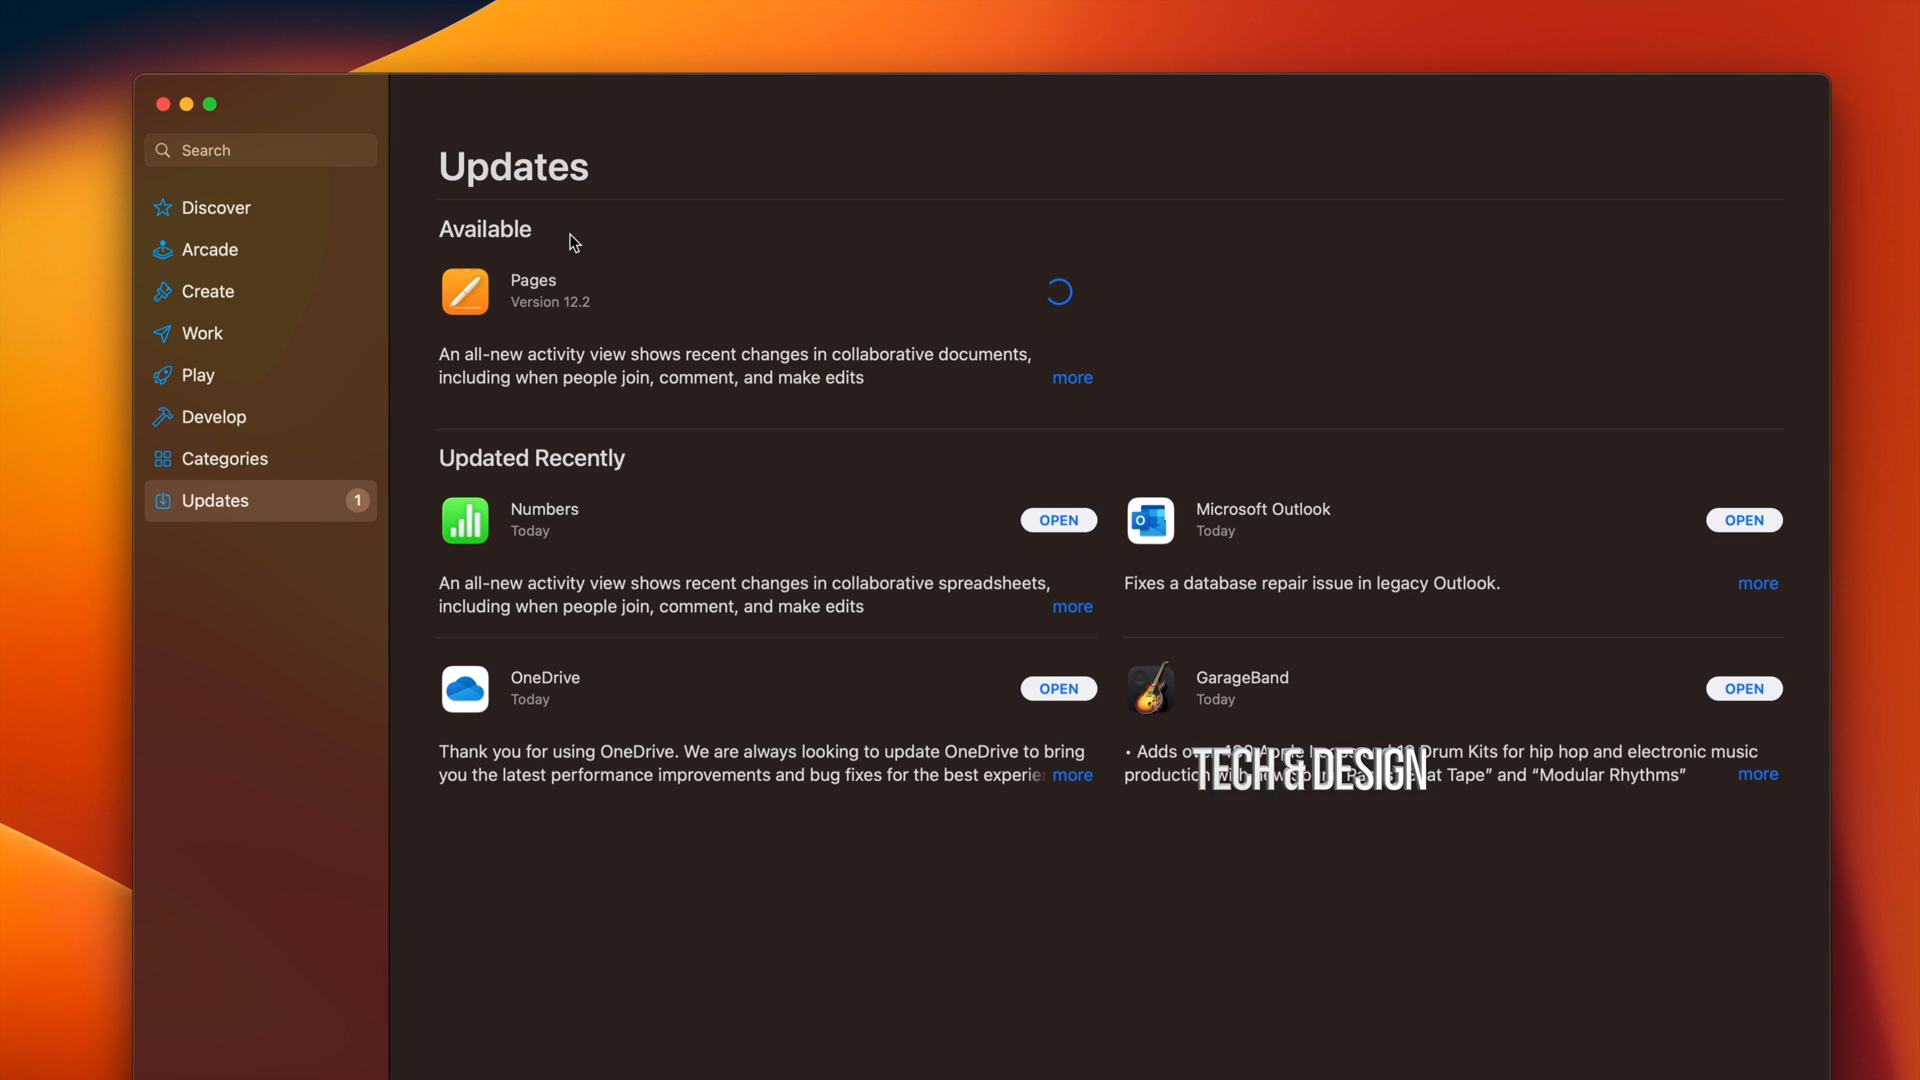 Search
Discover
Arcade
Create
Work
Play
Develop
Categories
Updates 1
Updates
Available
Pages
Version 12.2
An all-new activity view shows recent changes in collaborative documents,
including when people join, comment, and make edits more
Updated Recently
Numbers
Today
OPEN
An all-new activity view shows recent changes in collaborative spreadsheets,
including when people join, comment, and make edits more
Microsoft Outlook
Today
OPEN
Fixes a database repair issue in legacy Outlook. more
OneDrive
Today
OPEN
Thank you for using OneDrive. We are always looking to update OneDrive to bring
you the latest performance improvements and bug fixes for the best experie more
GarageBand
Today
OPEN
• Adds Drum Kits for hip hop and electronic music
production Tape” and “Modular Rhythms” more
TECH & DESIGN